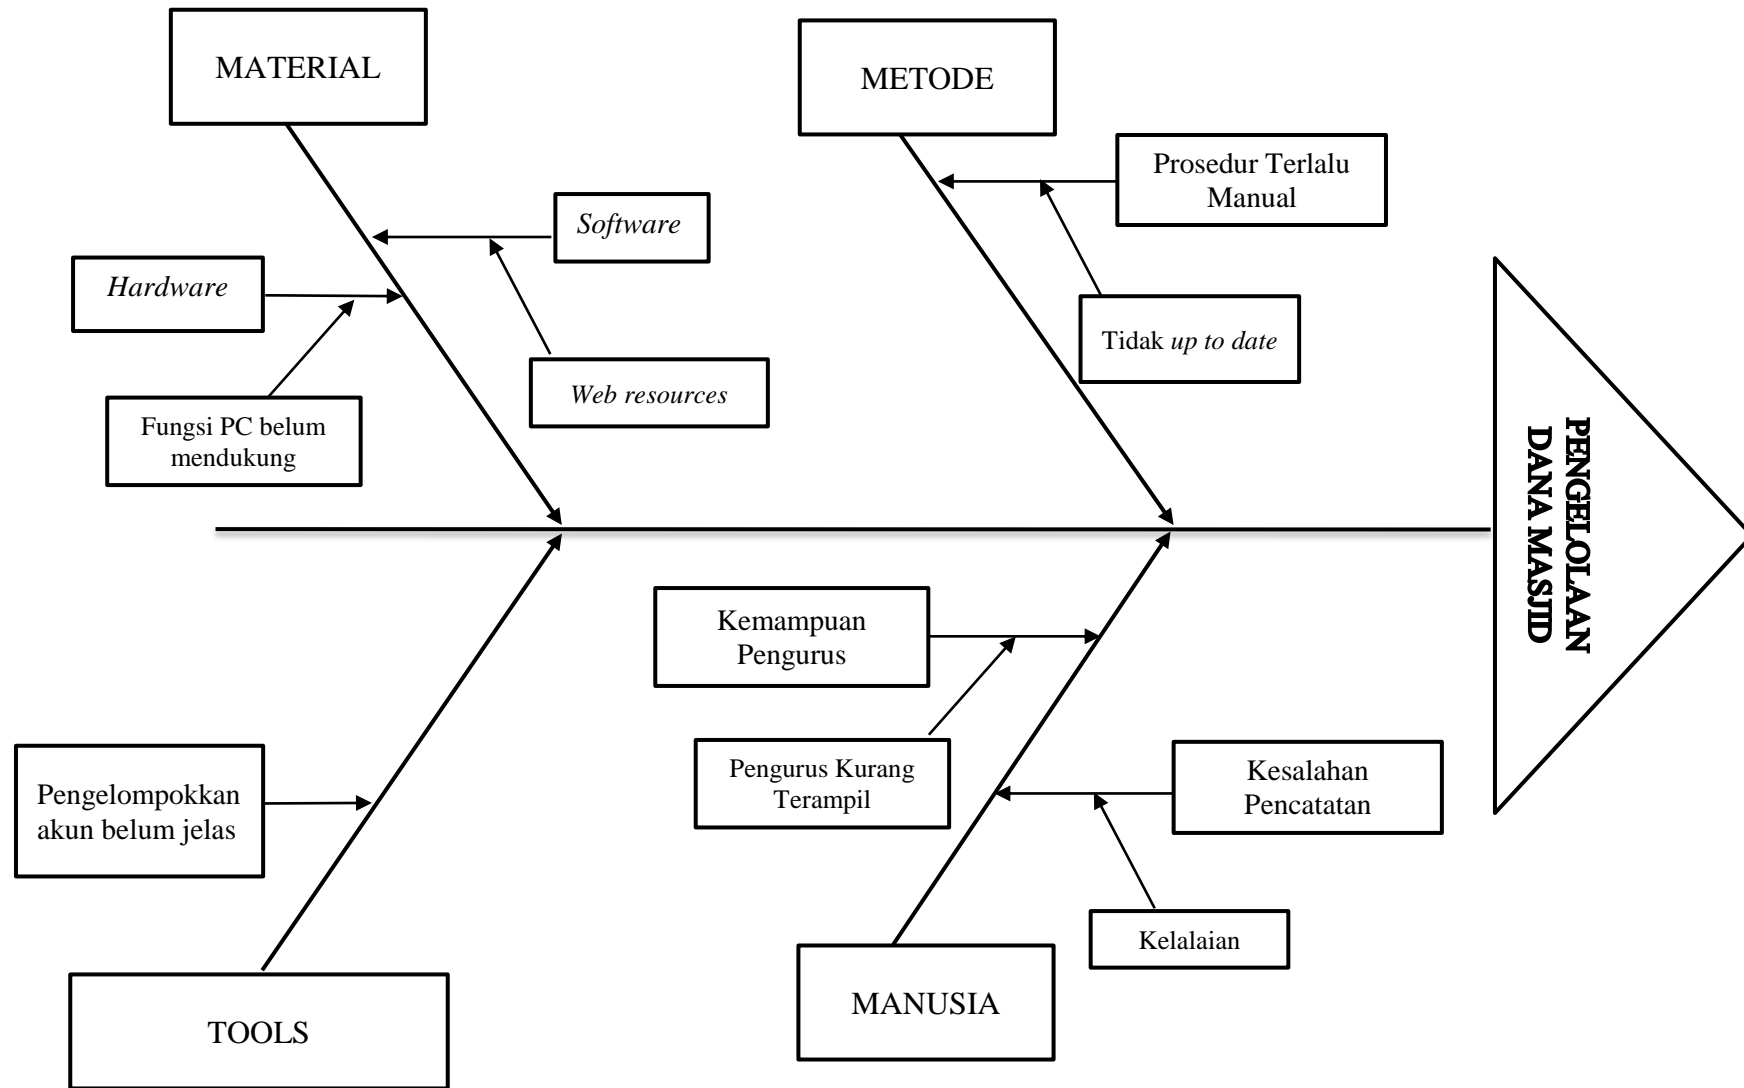 MATERIAL
METODE
Prosedur Terlalu
Manual
Software
Hardware
Tidak up to date
Web resources
Fungsi PC belum
mendukung
PENGELOLAAN
DANA MASJID
Kemampuan
Pengurus
Pengurus Kurang
Terampil
Kesalahan
Pencatatan
Pengelompokkan
akun belum jelas
Kelalaian
MANUSIA
TOOLS